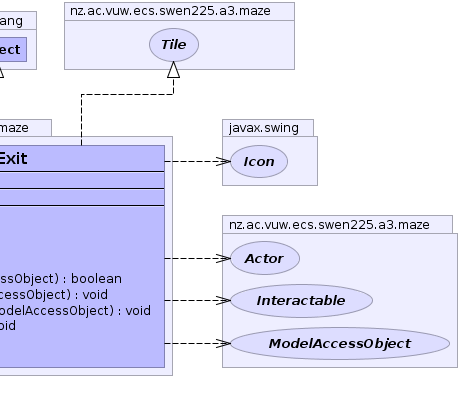 ang
ect
nz.ac.vuw.ecs.swen225.a3.maze
Tile
maze
Exit
javax.swing
Icon
nz.ac.vuw.ecs.swen225.a3.maze
Actor
Interactable
ModelAccessObject
ssObject) : boolean
cessObject) : void
odelAccessObject) : void
oid